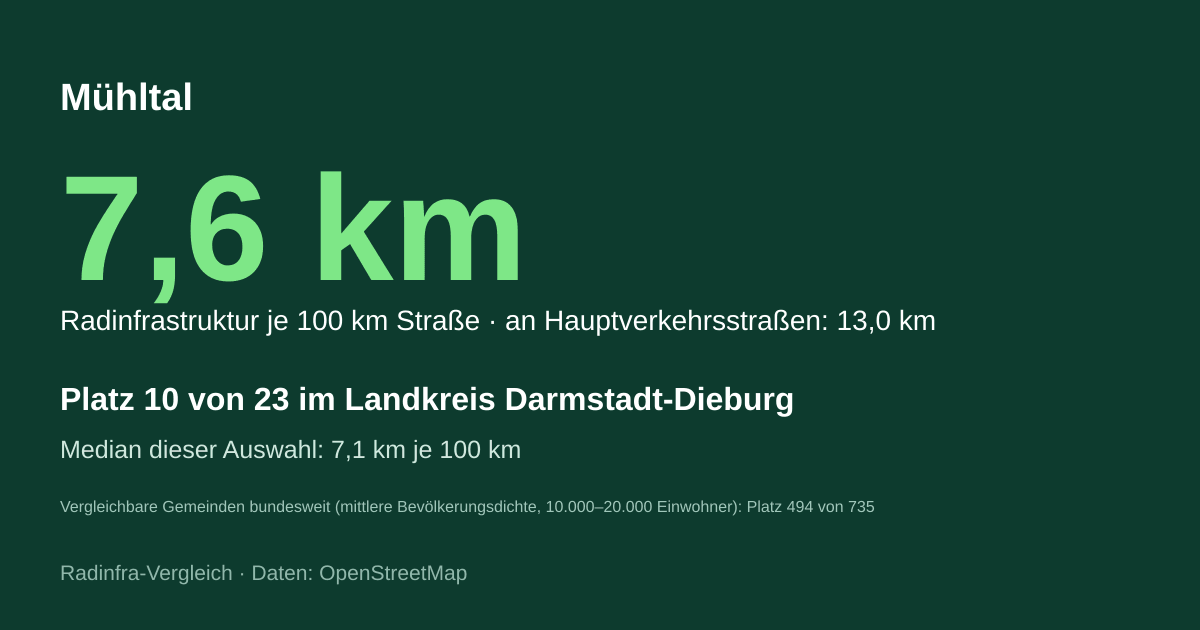 Mühltal
7,6 km
Radinfrastruktur je 100 km Straße · an Hauptverkehrsstraßen: 13,0 km
Platz 10 von 23 im Landkreis Darmstadt-Dieburg
Median dieser Auswahl: 7,1 km je 100 km
Vergleichbare Gemeinden bundesweit (mittlere Bevölkerungsdichte, 10.000–20.000 Einwohner): Platz 494 von 735
Radinfra-Vergleich · Daten: OpenStreetMap